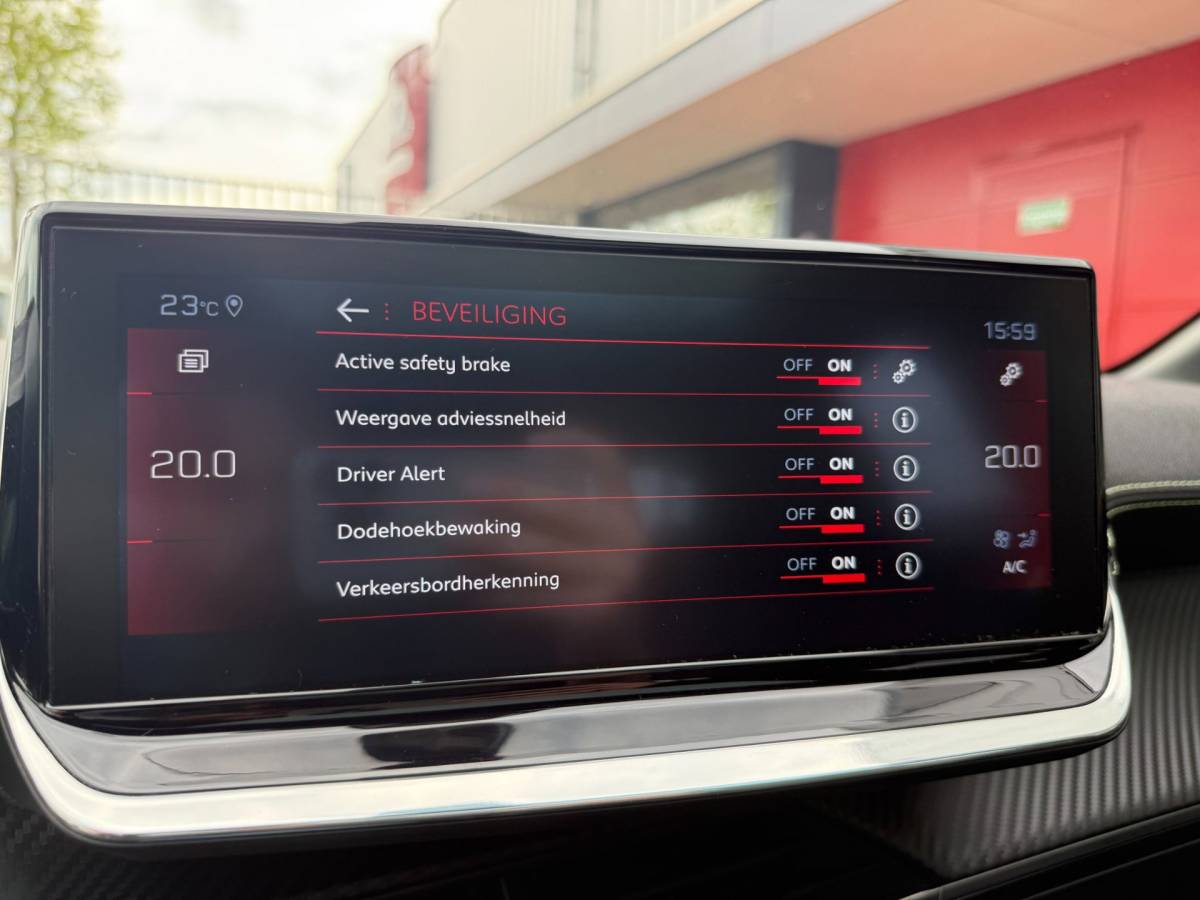 23°C
BEVEILIGING
15:59
Active safety brake OFF ON
Weergave adviessnelheid OFF ON i
20.0
20.0
Driver Alert OFF ON i
Dodehoekbewaking OFF ON i
Verkeersbordherkenning OFF ON i
A/C